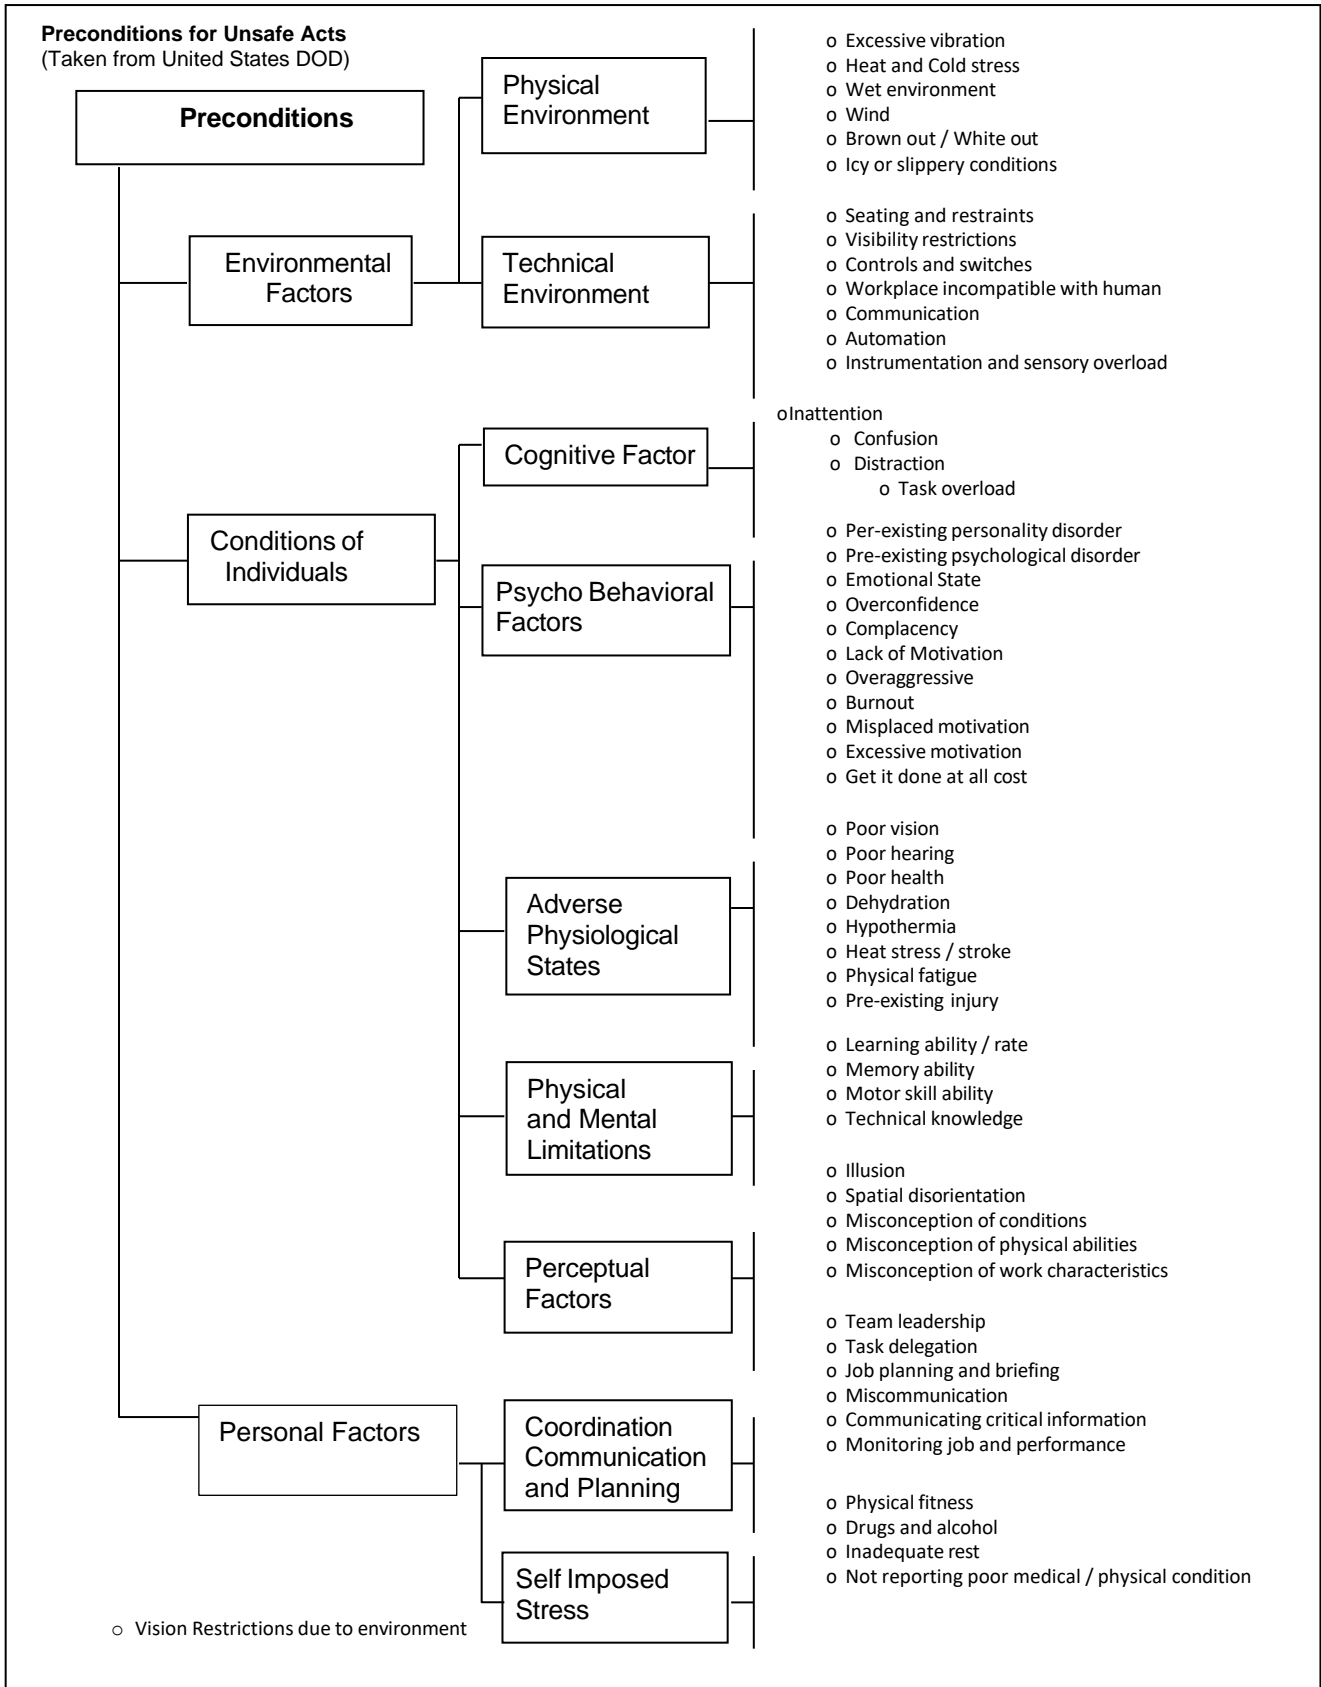 Preconditions for Unsafe Acts
(Taken from United States DOD)
Preconditions
Physical
Environment
o Excessive vibration
o Heat and Cold stress
o Wet environment
o Wind
o Brown out / White out
o Icy or slippery conditions
Environmental
Factors
Technical
Environment
o Seating and restraints
o Visibility restrictions
o Controls and switches
o Workplace incompatible with human
o Communication
o Automation
o Instrumentation and sensory overload
Conditions of
Individuals
Cognitive Factor
oInattention
o Confusion
o Distraction
o Task overload
Psycho Behavioral
Factors
o Per-existing personality disorder
o Pre-existing psychological disorder
o Emotional State
o Overconfidence
o Complacency
o Lack of Motivation
o Overaggressive
o Burnout
o Misplaced motivation
o Excessive motivation
o Get it done at all cost
Adverse
Physiological
States
o Poor vision
o Poor hearing
o Poor health
o Dehydration
o Hypothermia
o Heat stress / stroke
o Physical fatigue
o Pre-existing injury
Physical
and Mental
Limitations
o Learning ability / rate
o Memory ability
o Motor skill ability
o Technical knowledge
Perceptual
Factors
o Illusion
o Spatial disorientation
o Misconception of conditions
o Misconception of physical abilities
o Misconception of work characteristics
Personal Factors
Coordination
Communication
and Planning
o Team leadership
o Task delegation
o Job planning and briefing
o Miscommunication
o Communicating critical information
o Monitoring job and performance
Self Imposed
Stress
o Physical fitness
o Drugs and alcohol
o Inadequate rest
o Not reporting poor medical / physical condition
o Vision Restrictions due to environment